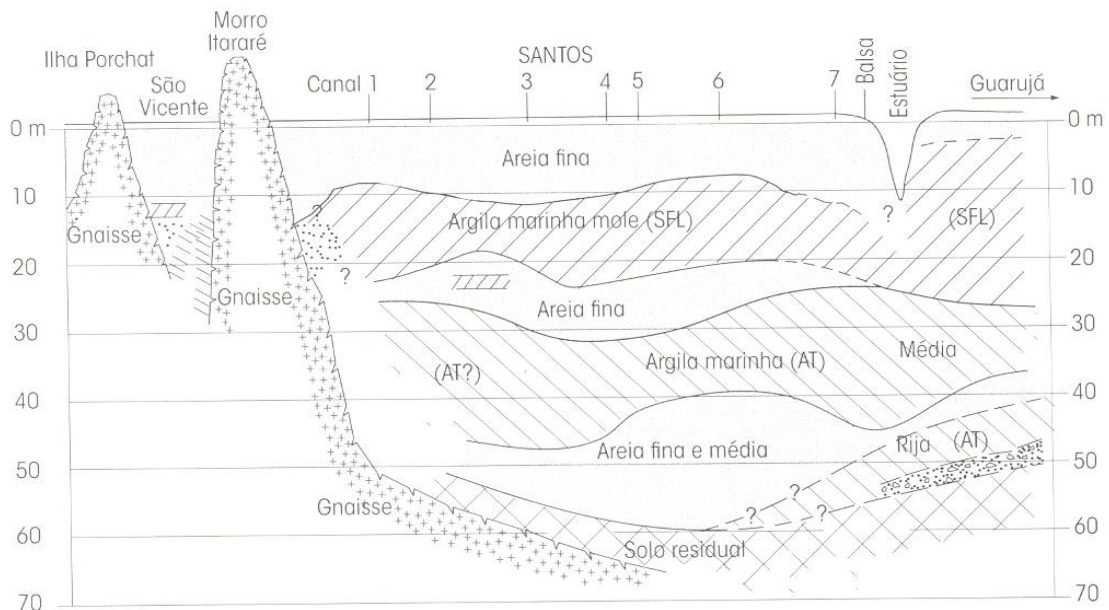 Morro
Itararé
Ilha Porchat
São
Vicente
SANTOS
Canal 1 2 3 4 5 6 7
Balsa
Estuário
Guarujá
0 m
10
20
30
40
50
60
70
0 m
10
20
30
40
50
60
70
Areia fina
?
Argila marinha mole (SFL)
?
(SFL)
Gnaisse
?
Gnaisse
Areia fina
(AT?)
Argila marinha (AT)
Média
Areia fina e média
Rija (AT)
?
?
?
?
Gnaisse
Solo residual